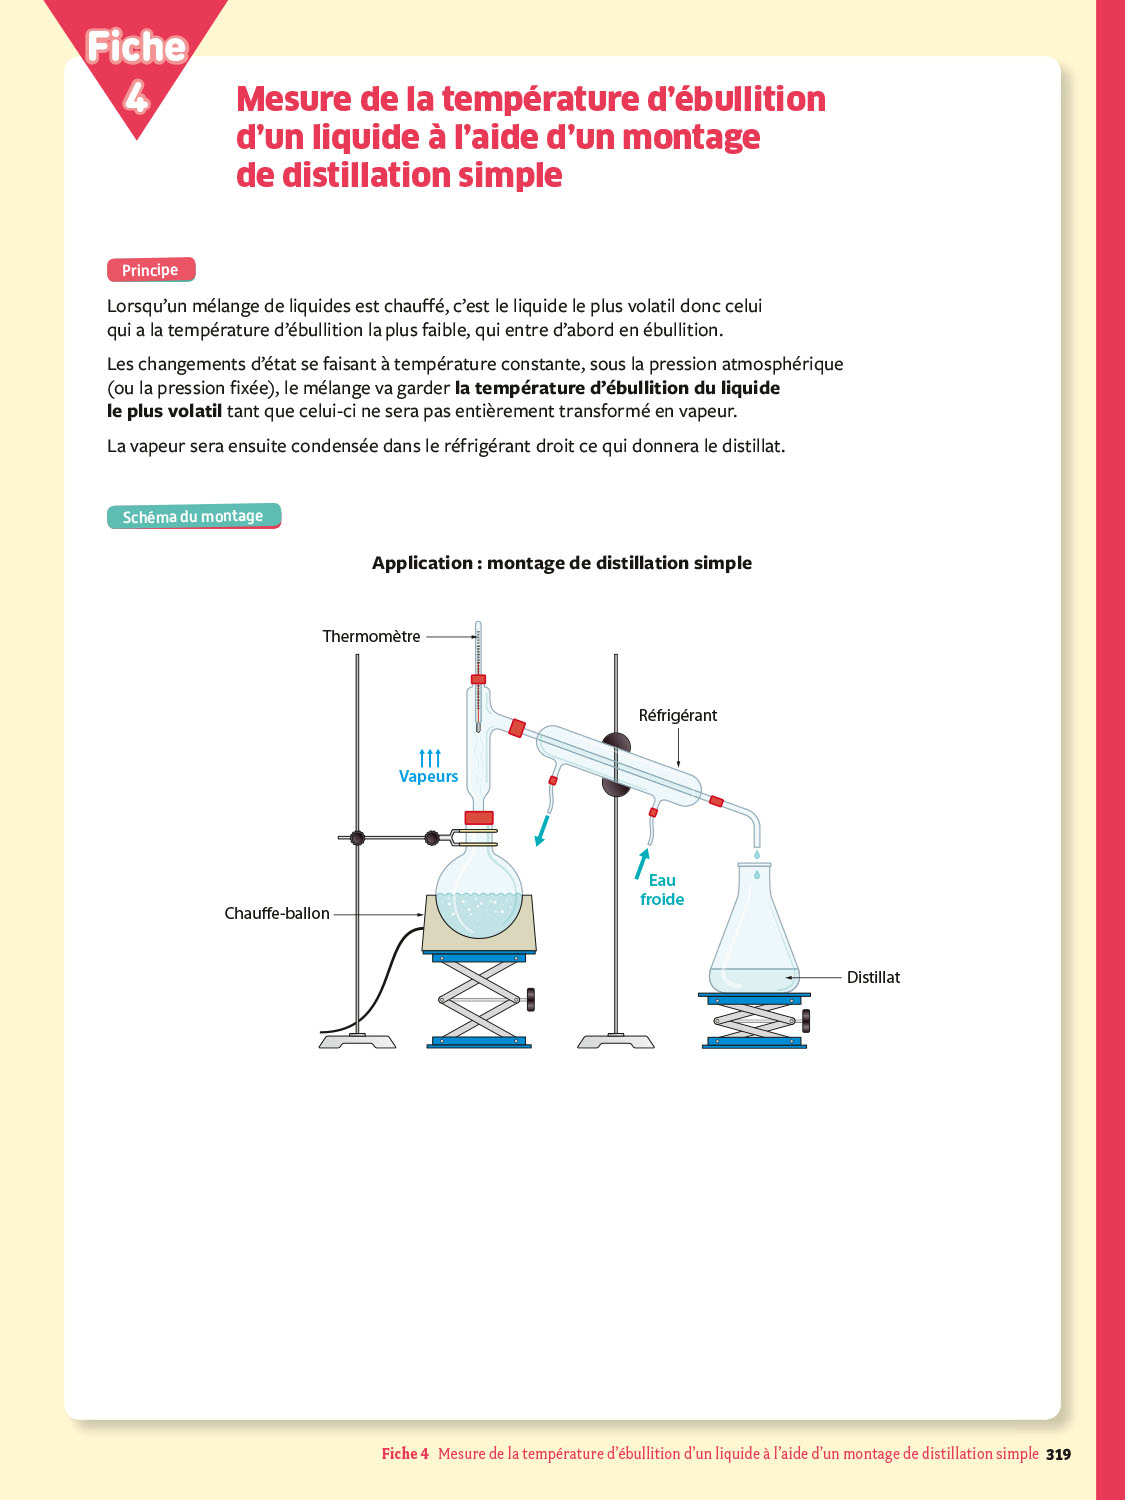 Fiche
4
Mesure de la température d’ébullition
d’un liquide à l’aide d’un montage
de distillation simple
Principe
Lorsqu’un mélange de liquides est chauffé, c’est le liquide le plus volatil donc celui
qui a la température d’ébullition la plus faible, qui entre d’abord en ébullition.
Les changements d’état se faisant à température constante, sous la pression atmosphérique
(ou la pression fixée), le mélange va garder la température d’ébullition du liquide
le plus volatil tant que celui-ci ne sera pas entièrement transformé en vapeur.
La vapeur sera ensuite condensée dans le réfrigérant droit ce qui donnera le distillat.
Schéma du montage
Application : montage de distillation simple
Thermomètre
Réfrigérant
Vapeurs
Eau
froide
Chauffe-ballon
Distillat
Fiche 4 Mesure de la température d’ébullition d’un liquide à l’aide d’un montage de distillation simple 319